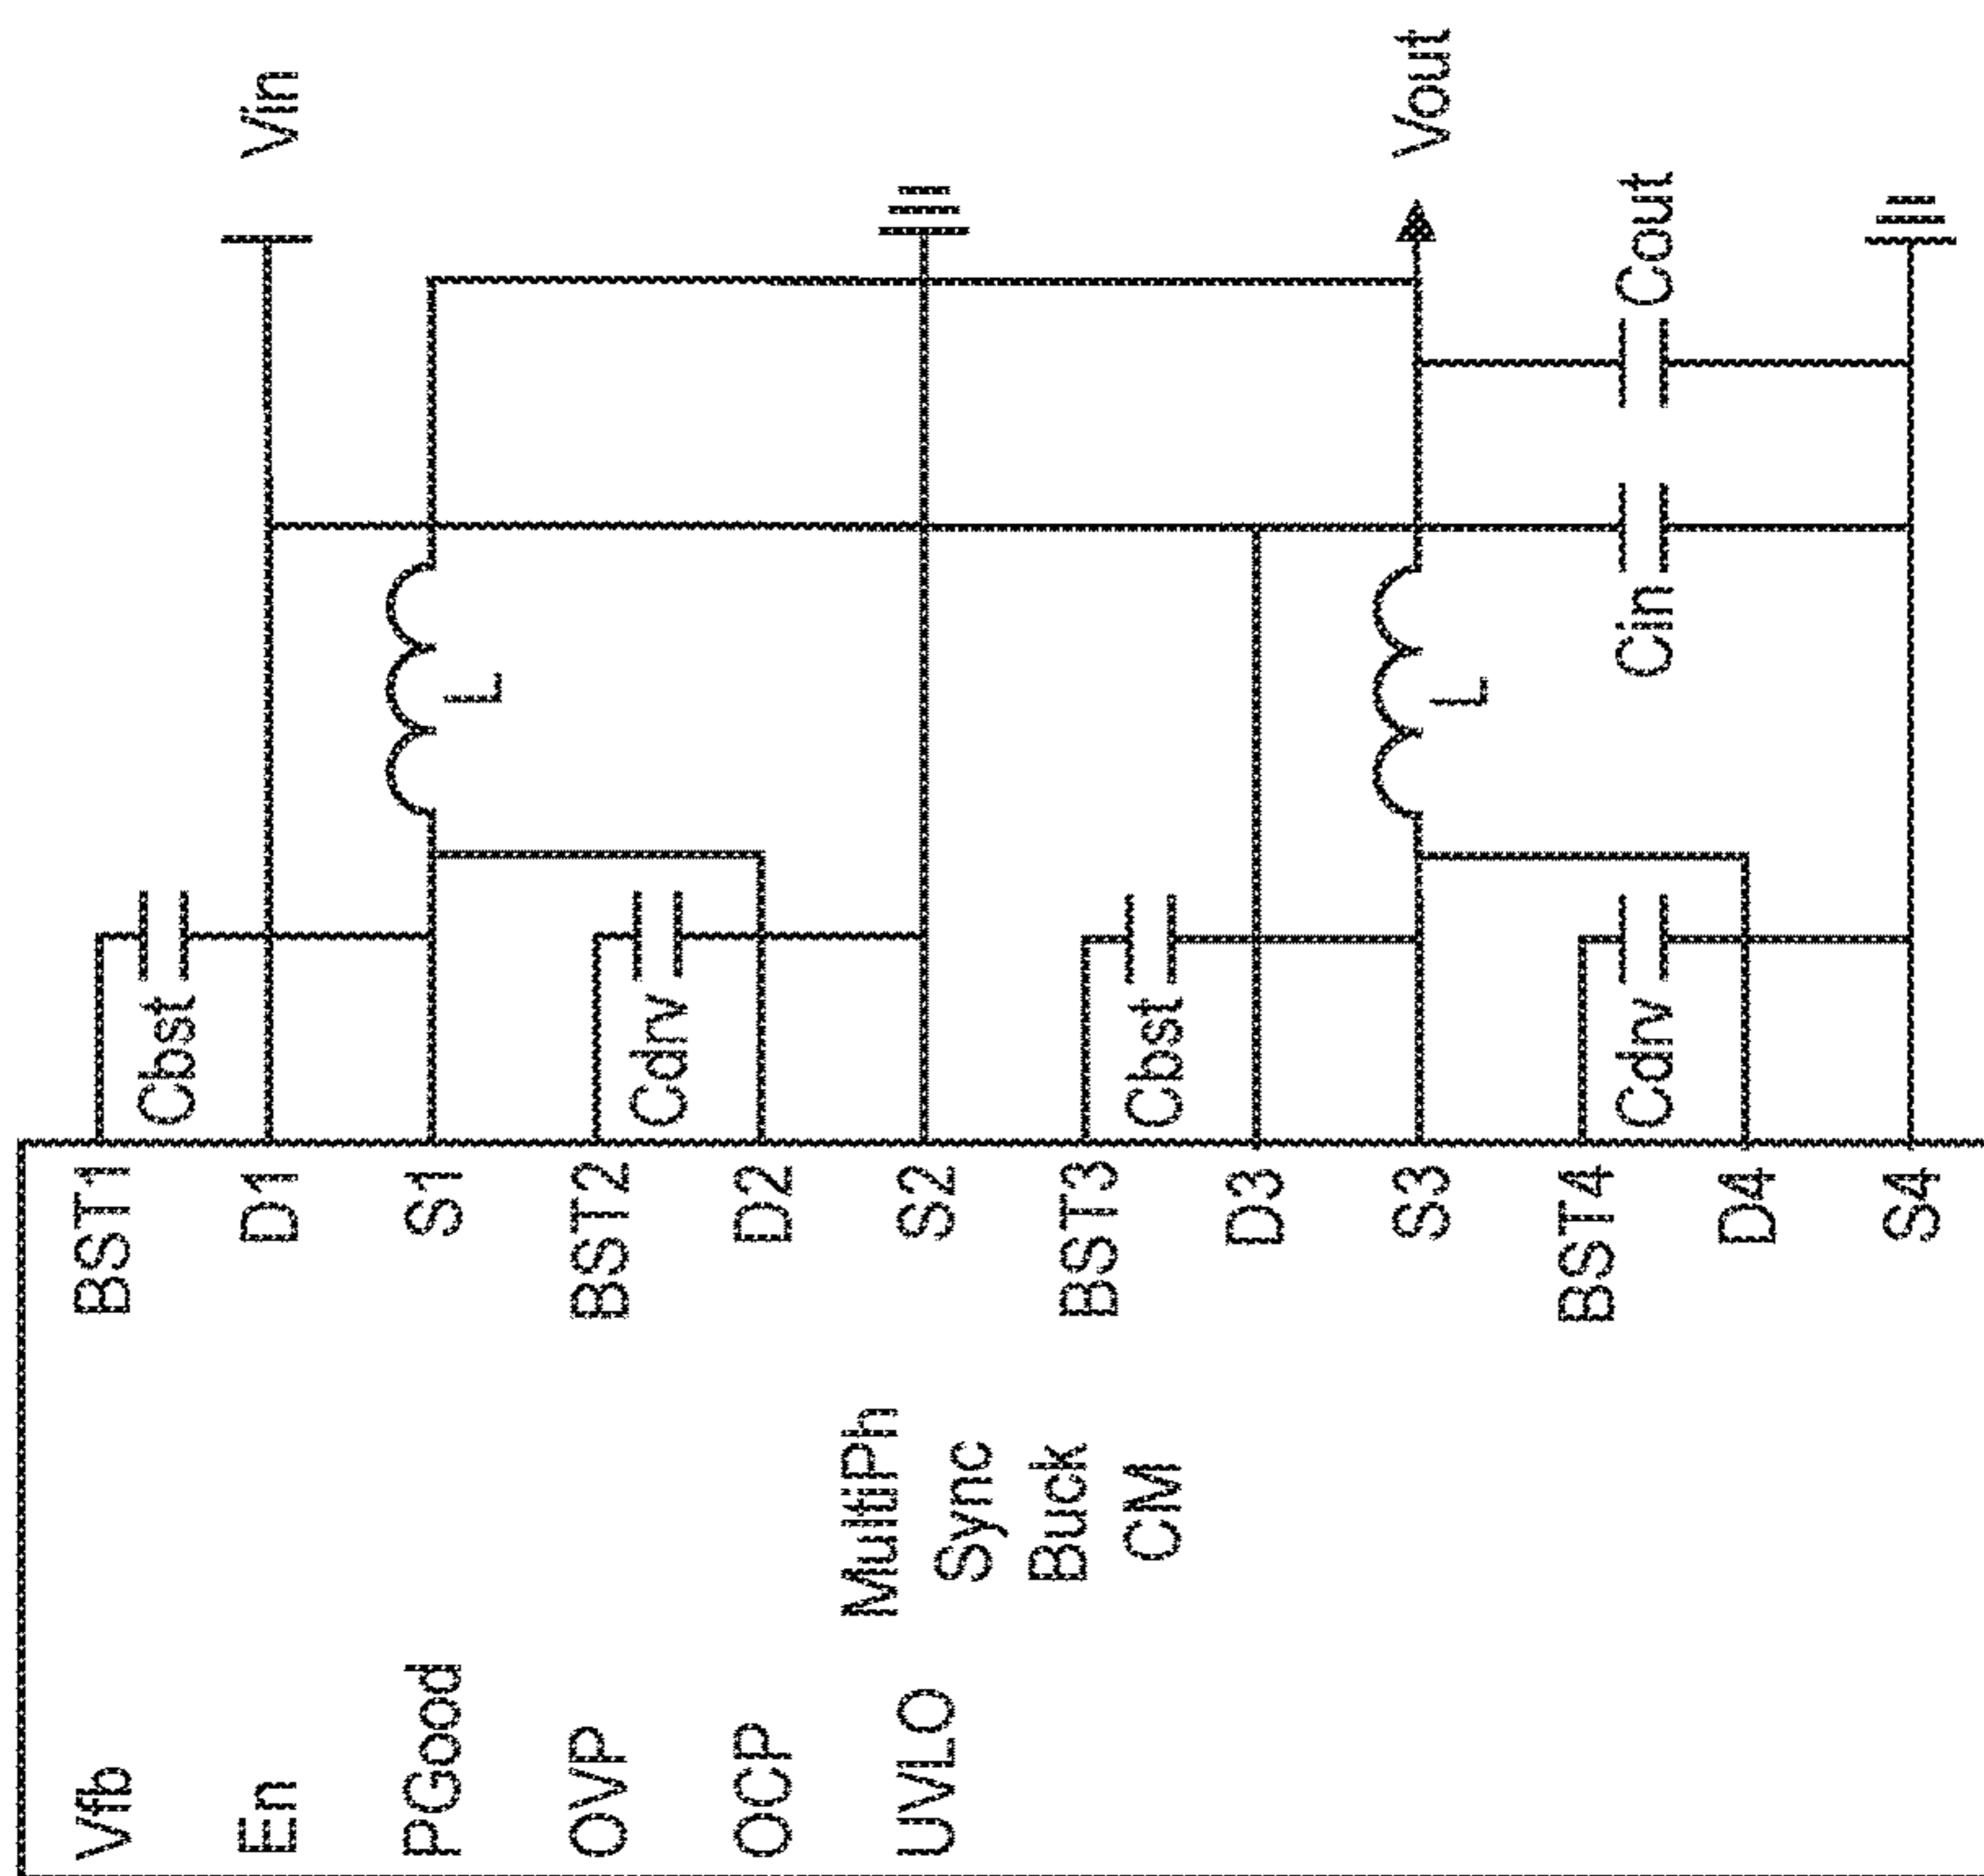 Vfb
En
PGood
OVP
OCP
UVLO
MultiPh
Sync
Buck
CM
BST1
D1
S1
BST2
D2
S2
BST3
D3
S3
BST4
D4
S4
Cbst
Cdrv
Cbst
Cdrv
L
L
Cin
Cout
Vin
Vout